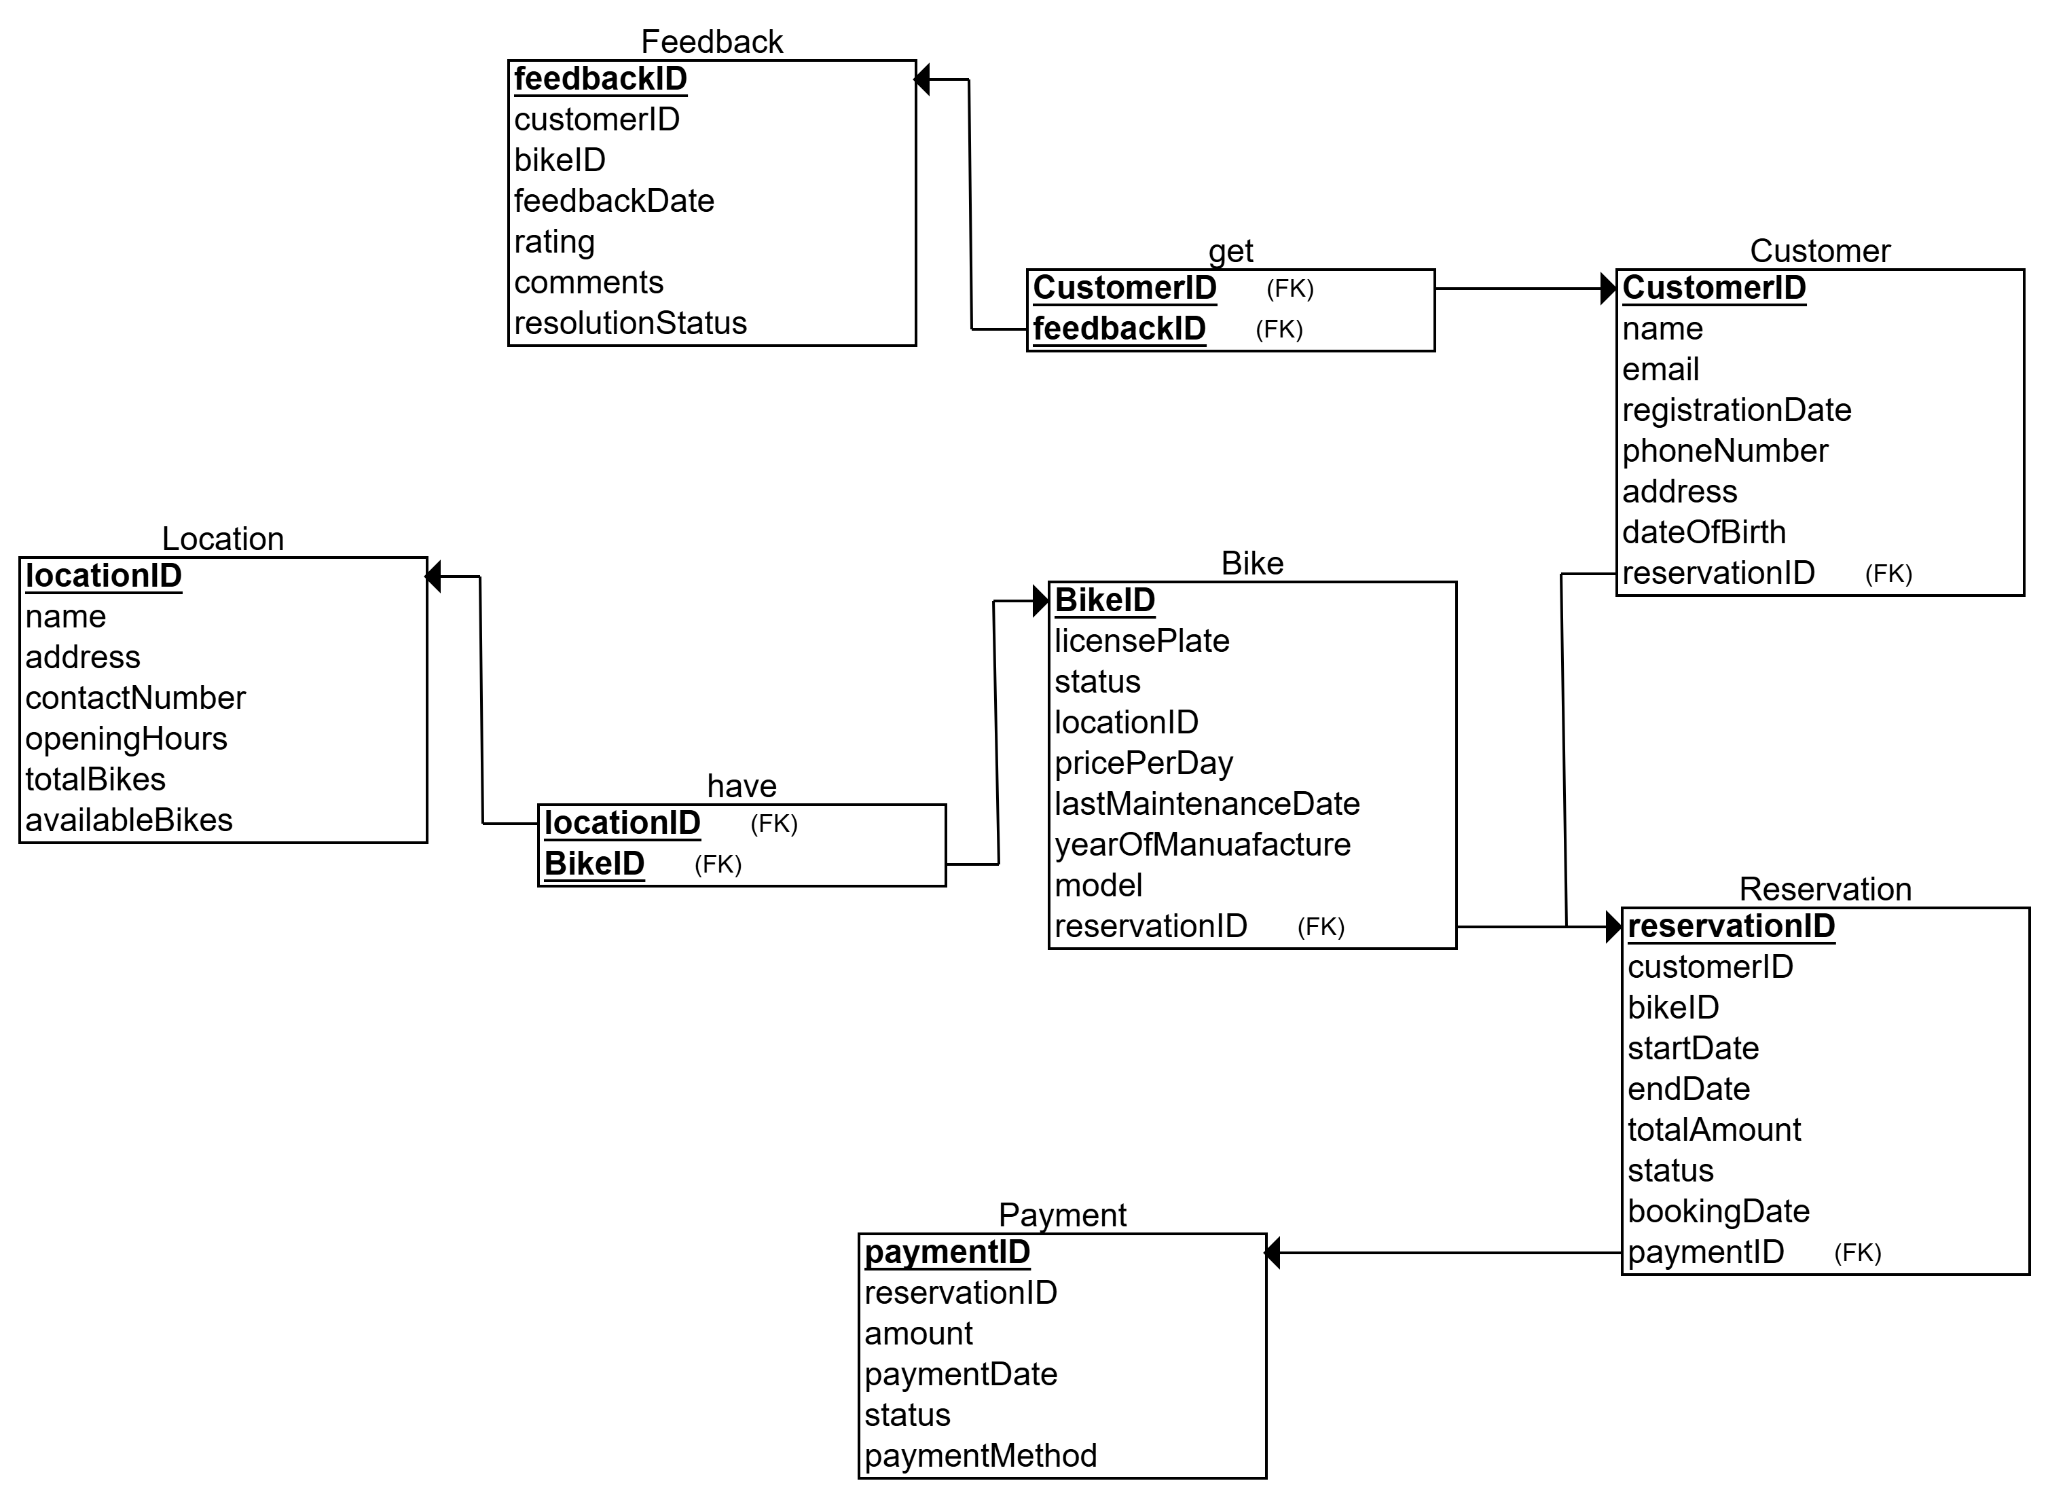 Feedback
feedbackID
customerID
bikeID
feedbackDate
rating
comments
resolutionStatus
get
CustomerID (FK)
feedbackID (FK)
Customer
CustomerID
name
email
registrationDate
phoneNumber
address
dateOfBirth
reservationID (FK)
Location
locationID
name
address
contactNumber
openingHours
totalBikes
availableBikes
have
locationID (FK)
BikeID (FK)
Bike
BikeID
licensePlate
status
locationID
pricePerDay
lastMaintenanceDate
yearOfManuafacture
model
reservationID (FK)
Reservation
reservationID
customerID
bikeID
startDate
endDate
totalAmount
status
bookingDate
paymentID (FK)
Payment
paymentID
reservationID
amount
paymentDate
status
paymentMethod